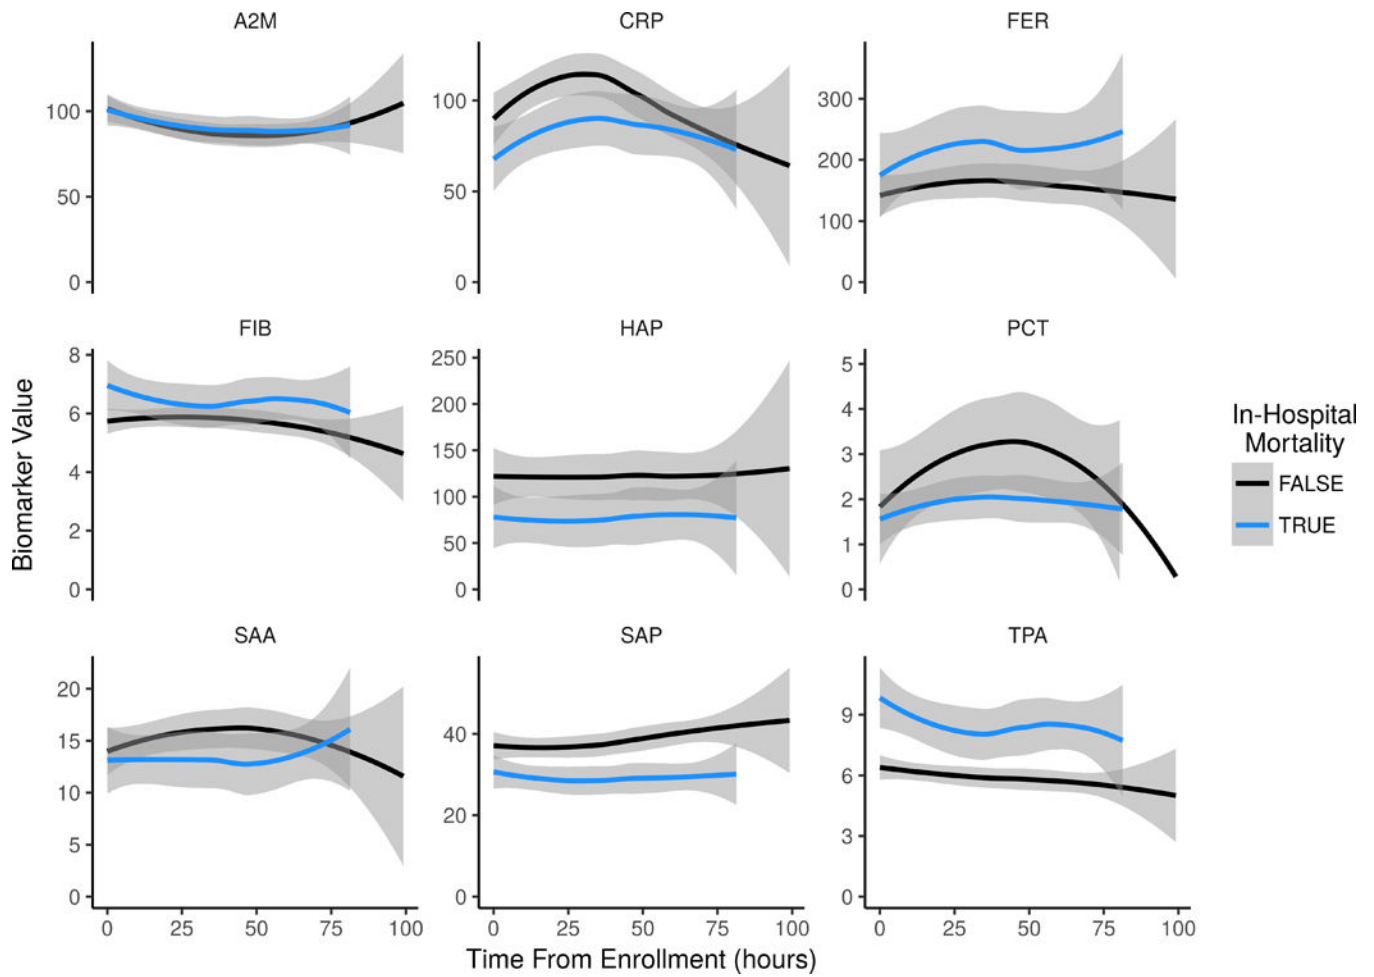 A2M
CRP
FER
100
50
0
100
50
0
300
200
100
0
FIB
HAP
PCT
8
6
4
2
0
250
200
150
100
50
0
5
4
3
2
1
0
Biomarker Value
In-Hospital
Mortality
FALSE
TRUE
SAA
SAP
TPA
20
15
10
5
0
40
20
0
9
6
3
0
0 25 50 75 100
0 25 50 75 100
0 25 50 75 100
Time From Enrollment (hours)